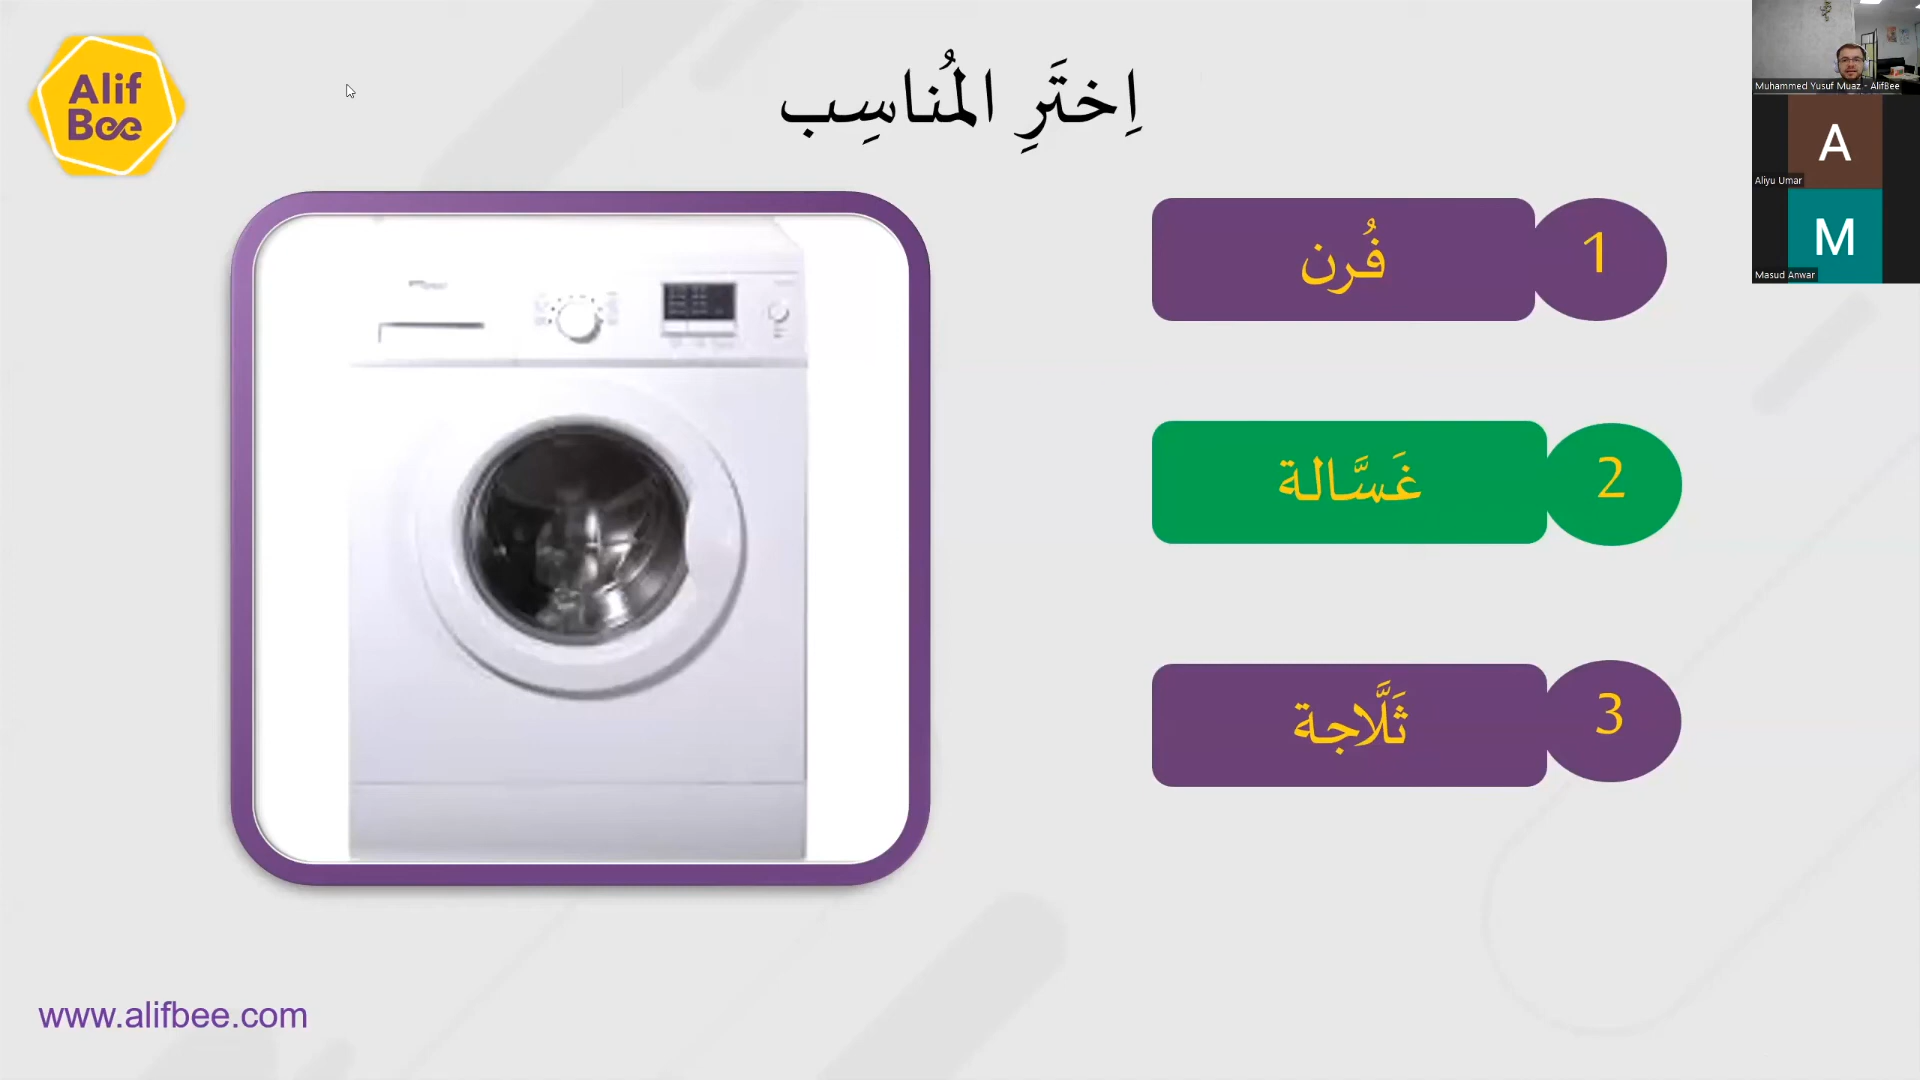 Alif
Bee
اِختَرِ المُناسِب
فُرن
1
غَسَّالة
2
ثَلَّاجة
3
www.alifbee.com
Muhammed Yusuf Muaz - AlifBee
A
Aliyu Umar
M
Masud Anwar